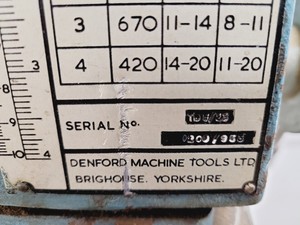 3 670 11-14 8-11
4 420 14-20 11-20
3
8
9
10 4
SERIAL Nº.
DENFORD MACHINE TOOLS LTD
BRIGHOUSE. YORKSHIRE.